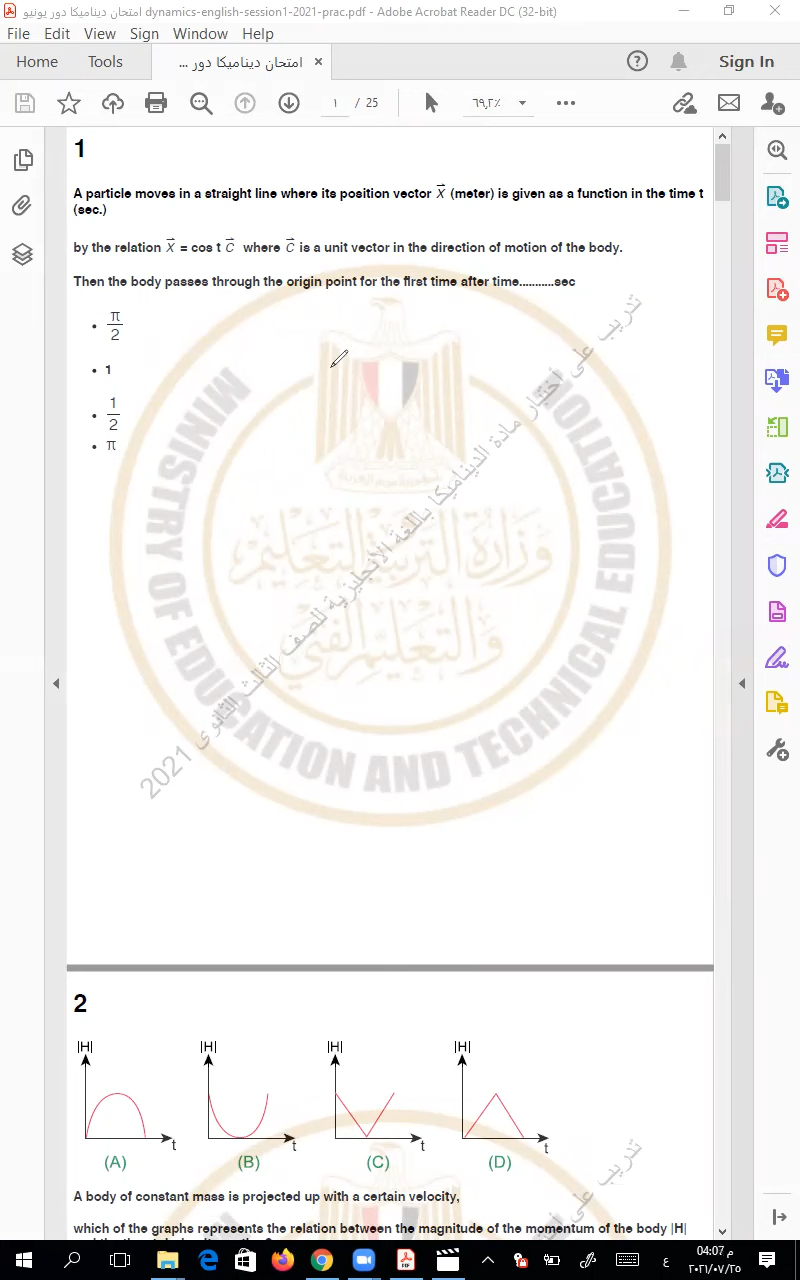 امتحان ديناميكا دور يونيو dynamics-english-session1-2021-prac.pdf - Adobe Acrobat Reader DC (32-bit)
File Edit View Sign Window Help
Home Tools امتحان ديناميكا دور ... × Sign In
١ / 25 ٦٩,٢٪
1
A particle moves in a straight line where its position vector X⃗ (meter) is given as a function in the time t
(sec.)
by the relation X⃗ = cos t C⃗ where C⃗ is a unit vector in the direction of motion of the body.
Then the body passes through the origin point for the first time after time...........sec
• π/2
• 1
• 1/2
• π
MINISTRY OF EDUCATION AND TECHNICAL EDUCATION
وزارة التربية والتعليم
والتعليم الفني
تدريب على اختبار مادة الديناميكا باللغة الانجليزية للصف الثالث الثانوى 2021
2
|H| |H| |H| |H|
t t t t
(A) (B) (C) (D)
تدريب على
A body of constant mass is projected up with a certain velocity,
which of the graphs represents the relation between the magnitude of the momentum of the body |H|
ع
04:07 م
٢٠٢١/٠٧/٢٥